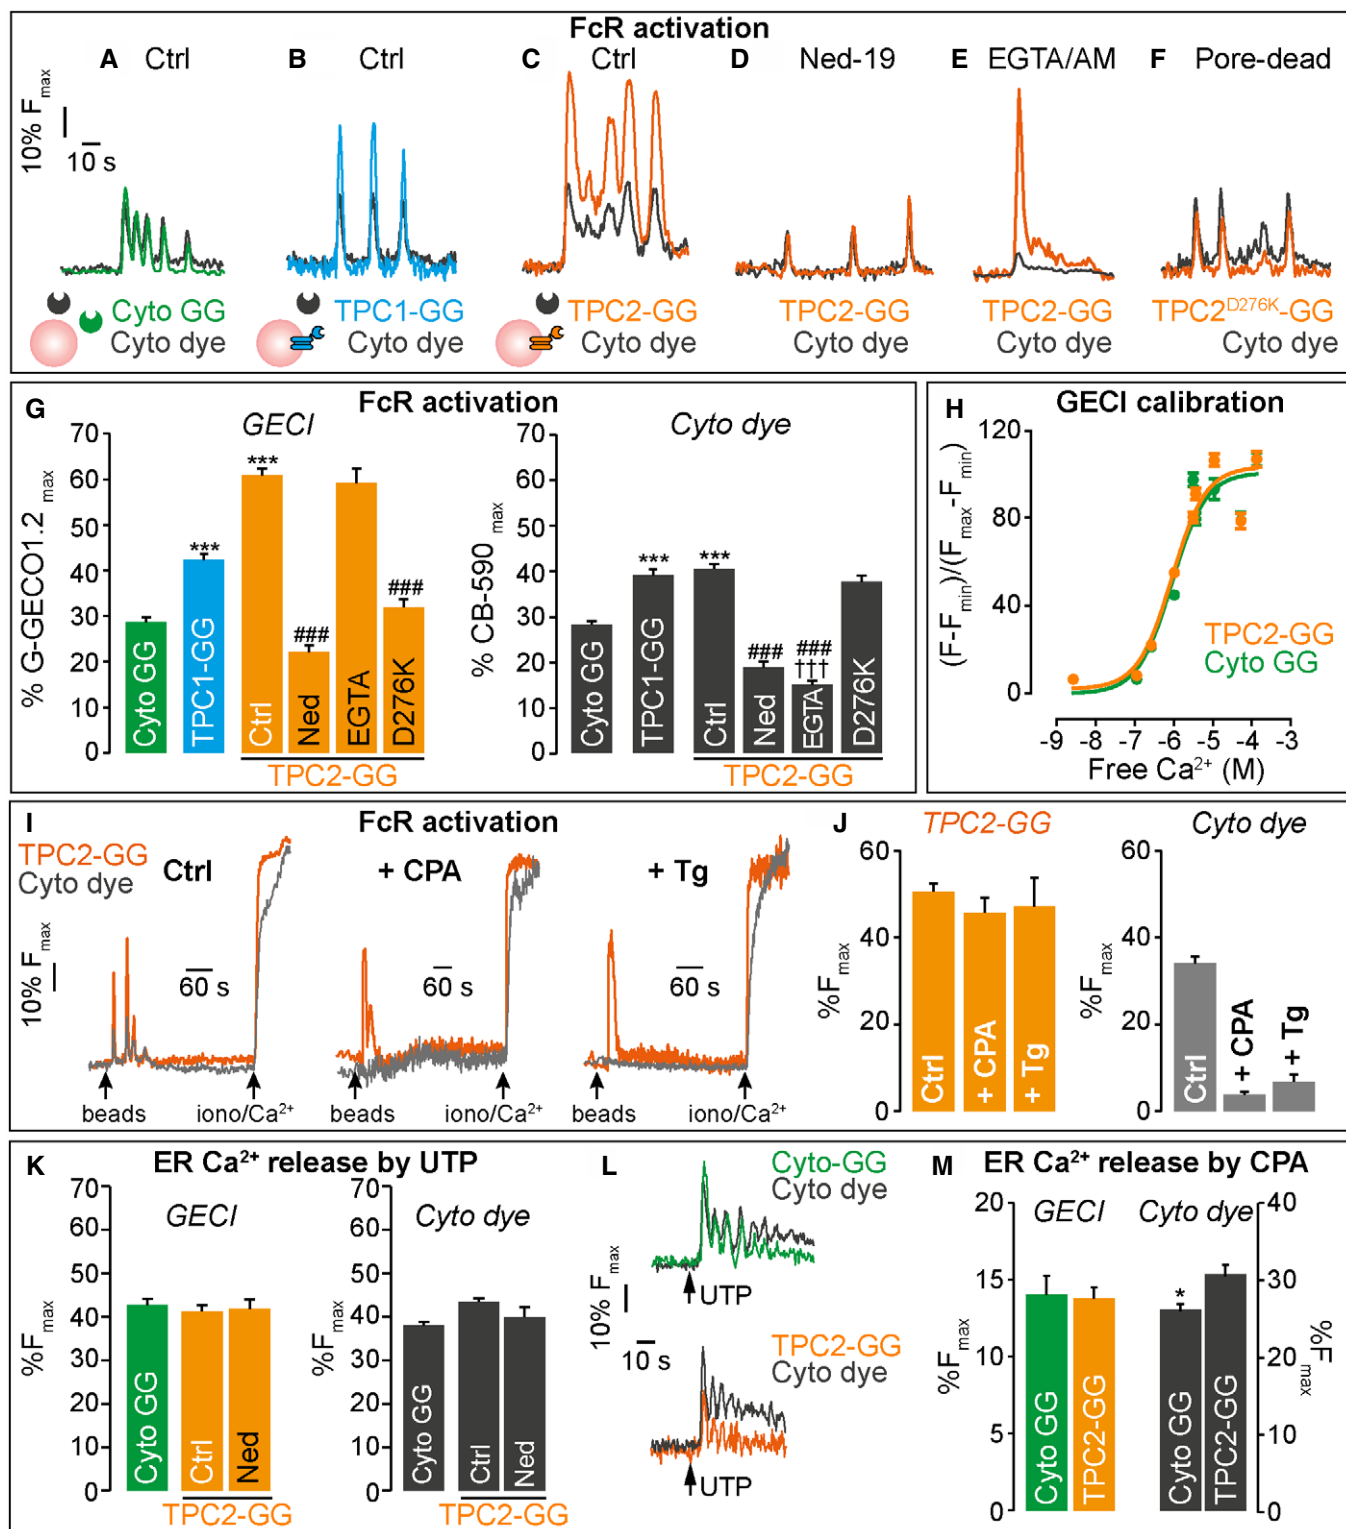 FcR activation
A Ctrl
B Ctrl
C Ctrl
D Ned-19
E EGTA/AM
F Pore-dead
10% Fmax
10 s
Cyto GG
Cyto dye
TPC1-GG
Cyto dye
TPC2-GG
Cyto dye
TPC2-GG
Cyto dye
TPC2-GG
Cyto dye
TPC2D276K-GG
Cyto dye
G FcR activation
GECI
% G-GECO1.2 max
70
60
50
40
30
20
10
0
Cyto GG
***
TPC1-GG
***
Ctrl
###
Ned
EGTA
###
D276K
TPC2-GG
Cyto dye
% CB-590max
70
60
50
40
30
20
10
0
Cyto GG
***
TPC1-GG
***
Ctrl
###
Ned
###
†††
EGTA
D276K
TPC2-GG
H GECI calibration
(F-Fmin)/(Fmax-Fmin)
120
80
40
0
TPC2-GG
Cyto GG
-9 -8 -7 -6 -5 -4 -3
Free Ca²⁺ (M)
I FcR activation
TPC2-GG
Cyto dye
Ctrl
+ CPA
+ Tg
10% Fmax
60 s
60 s
60 s
beads
iono/Ca²⁺
beads
iono/Ca²⁺
beads
iono/Ca²⁺
J TPC2-GG
%Fmax
60
40
20
0
Ctrl
+ CPA
+ Tg
Cyto dye
%Fmax
60
40
20
0
Ctrl
+ CPA
+ Tg
K ER Ca²⁺ release by UTP
GECI
%Fmax
70
60
50
40
30
20
10
0
Cyto GG
Ctrl
Ned
TPC2-GG
Cyto dye
%Fmax
70
60
50
40
30
20
10
0
Cyto GG
Ctrl
Ned
TPC2-GG
L Cyto-GG
Cyto dye
UTP
10% Fmax
10 s
TPC2-GG
Cyto dye
UTP
M ER Ca²⁺ release by CPA
GECI
%Fmax
20
15
10
5
0
Cyto GG
TPC2-GG
Cyto dye
*
Cyto GG
TPC2-GG
40
30
20
10
0
%Fmax